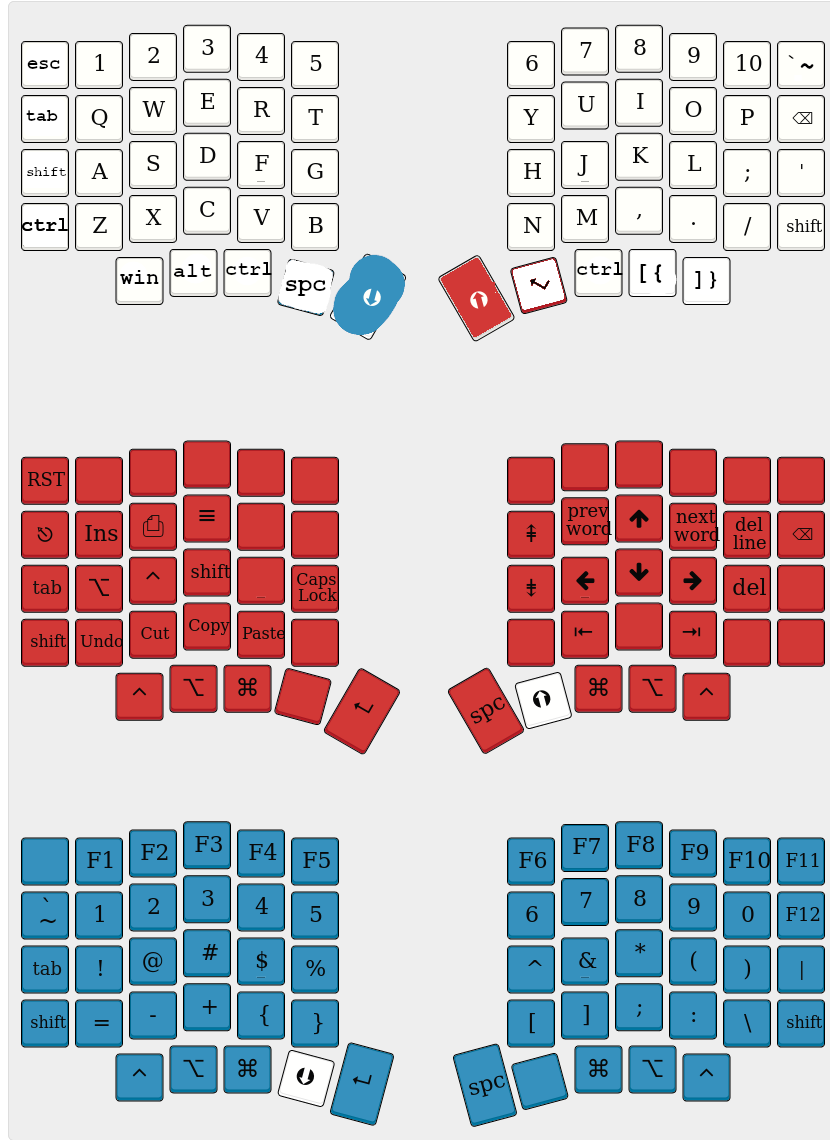 esc 1 2 3 4 5 6 7 8 9 10 ` ~
tab Q W E R T Y U I O P ⌫
shift A S D F G H J K L ; '
ctrl Z X C V B N M , . / shift
win alt ctrl spc ctrl [ { ] }
RST
Ins ⎙ ≡ ⇞ prev word ↑ next word del line ⌫
tab ⌥ ^ shift _ Caps Lock ⇟ ← ↓ → del
shift Undo Cut Copy Paste ⇤ ⇥
^ ⌥ ⌘ ↵ spc ⌘ ⌥ ^
F1 F2 F3 F4 F5 F6 F7 F8 F9 F10 F11
` ~ 1 2 3 4 5 6 7 8 9 0 F12
tab ! @ # $ % ^ & * ( ) |
shift = - + { } [ ] ; : \ shift
^ ⌥ ⌘ ↵ spc ⌘ ⌥ ^